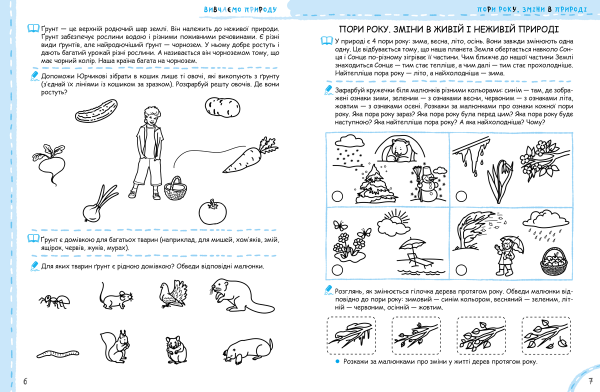 ВИВЧАЄМО ПРИРОДУ
Ґрунт — це верхній родючий шар землі. Він належить до неживої природи.
Ґрунт забезпечує рослини водою і різними поживними речовинами. Є різні
види ґрунтів, але найродючіший ґрунт — чорнозем. У ньому добре ростуть і
дають багатий урожай різні рослини. А називається він чорноземом тому, що
має чорний колір. Наша країна багата на чорнозем.
Допоможи Юрчикові зібрати в кошик лише ті овочі, які викопують з ґрунту
(з'єднай їх лініями із кошиком за зразком). Розфарбуй решту овочів. Де вони
ростуть?
Ґрунт є домівкою для багатьох тварин (наприклад, для мишей, хом'яків, змій,
ящірок, червів, жуків, мурах).
Для яких тварин ґрунт є рідною домівкою? Обведи відповідні малюнки.
6
ПОРИ РОКУ, ЗМІНИ В ПРИРОДІ
ПОРИ РОКУ, ЗМІНИ В ЖИВІЙ І НЕЖИВІЙ ПРИРОДІ
У природі є 4 пори року: зима, весна, літо, осінь. Вони завжди змінюють одна
одну. Це відбувається тому, що наша планета Земля обертається навколо Сон-
ця і Сонце по-різному зігріває її частини. Чим ближче до нашої частини Землі
знаходиться Сонце — тим стає тепліше, а чим далі — тим стає прохолодніше.
Найтепліша пора року — літо, а найхолодніша — зима.
Зафарбуй кружечки біля малюнків різними кольорами: синім — там, де зобра-
жені ознаки зими, зеленим — з ознаками весни, червоним — з ознаками літа,
жовтим — з ознаками осені. Розкажи за малюнками про ознаки кожної пори
року. Яка пора року зараз? Яка пора року була перед цим? Яка пора року буде
наступною? Яка найтепліша пора року? А яка найхолодніша? Чому?
Розглянь, як змінюється гілочка дерева протягом року. Обведи малюнки від-
повідно до пори року: зимовий — синім кольором, весняний — зеленим, літ-
ній — червоним, осінній — жовтим.
Розкажи за малюнками про зміни у житті дерев протягом року.
7